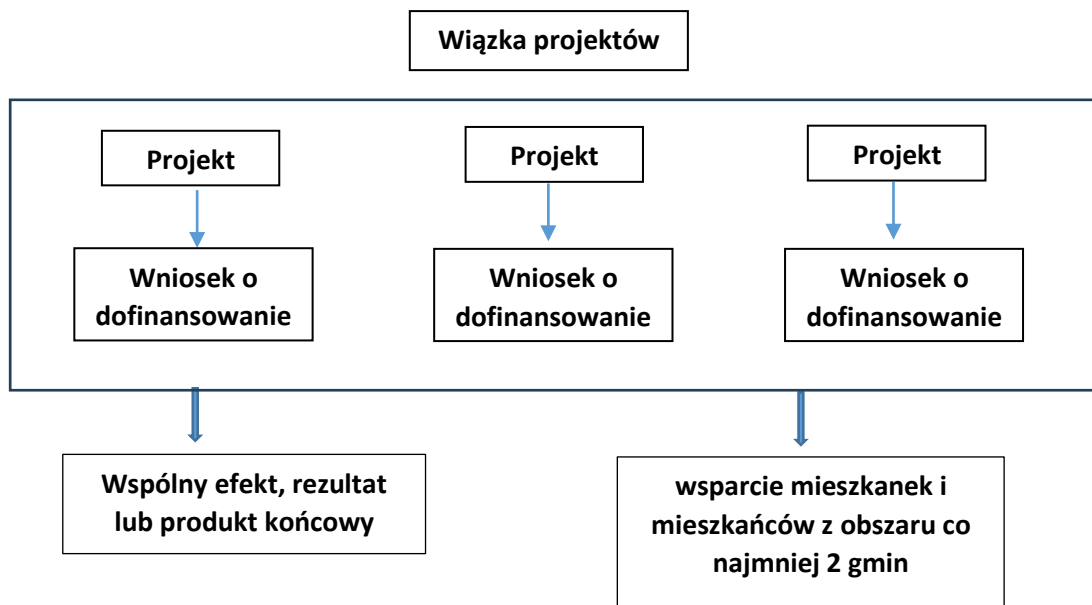 Wiązka projektów
Projekt
Projekt
Projekt
Wniosek o
dofinansowanie
Wniosek o
dofinansowanie
Wniosek o
dofinansowanie
Wspólny efekt, rezultat
lub produkt końcowy
wsparcie mieszkanek i
mieszkańców z obszaru co
najmniej 2 gmin